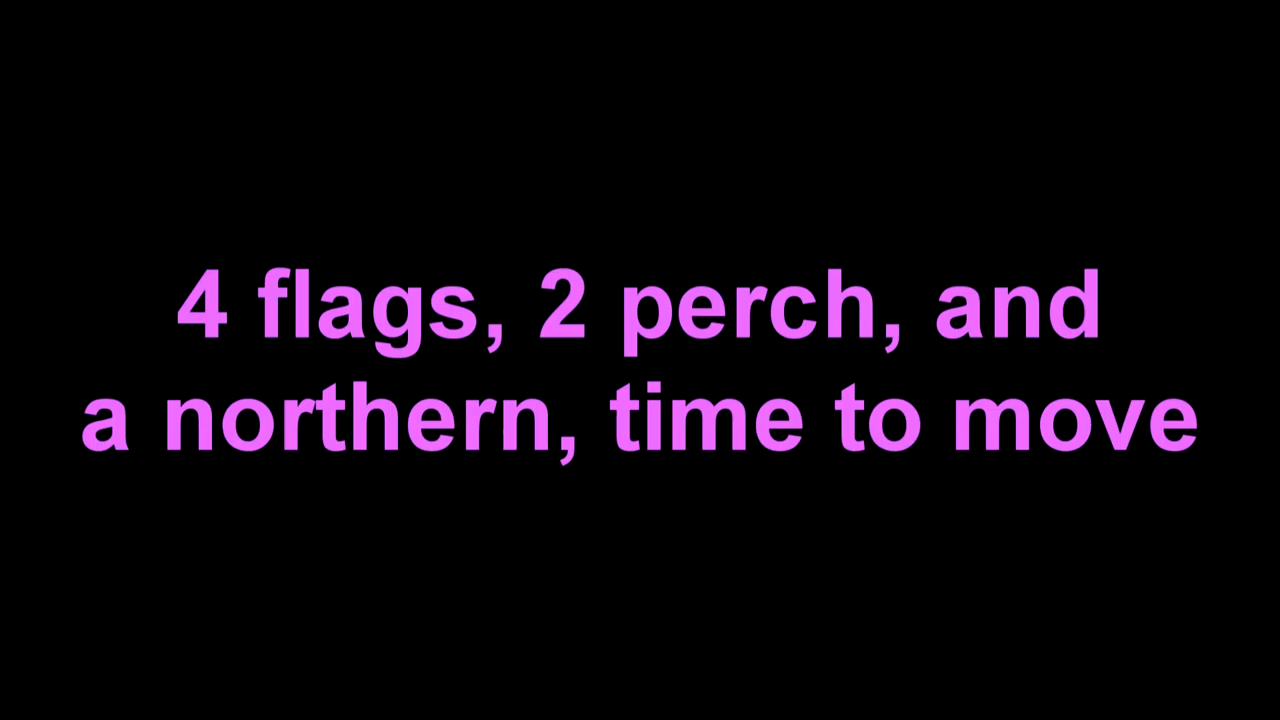 4 flags, 2 perch, and
a northern, time to move